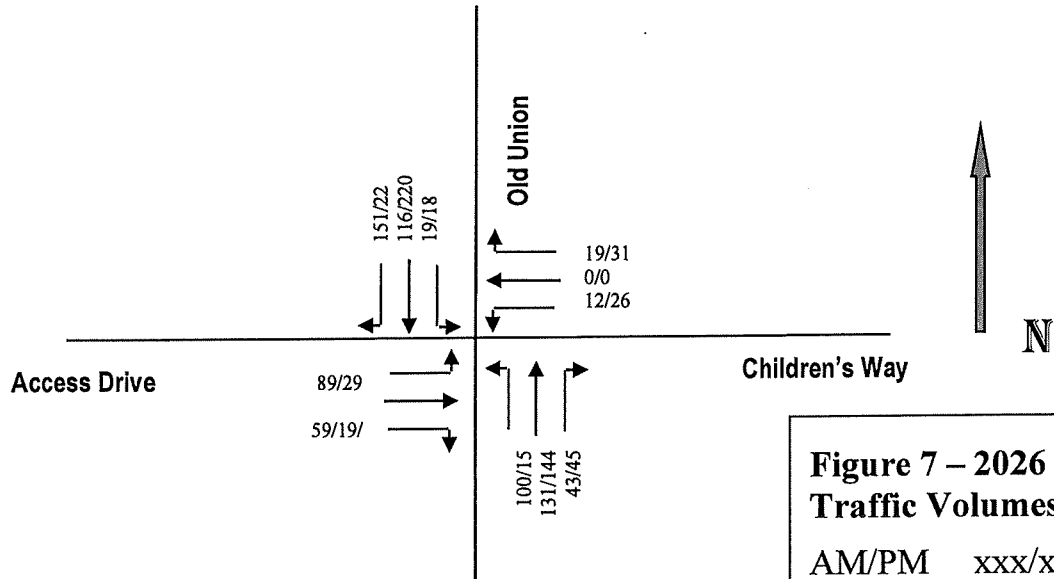 Old Union
151/22
116/220
19/18
19/31
0/0
12/26
N
Access Drive
Children's Way
89/29
59/19/
100/15
131/144
43/45
Figure 7 – 2026
Traffic Volumes
AM/PM xxx/x